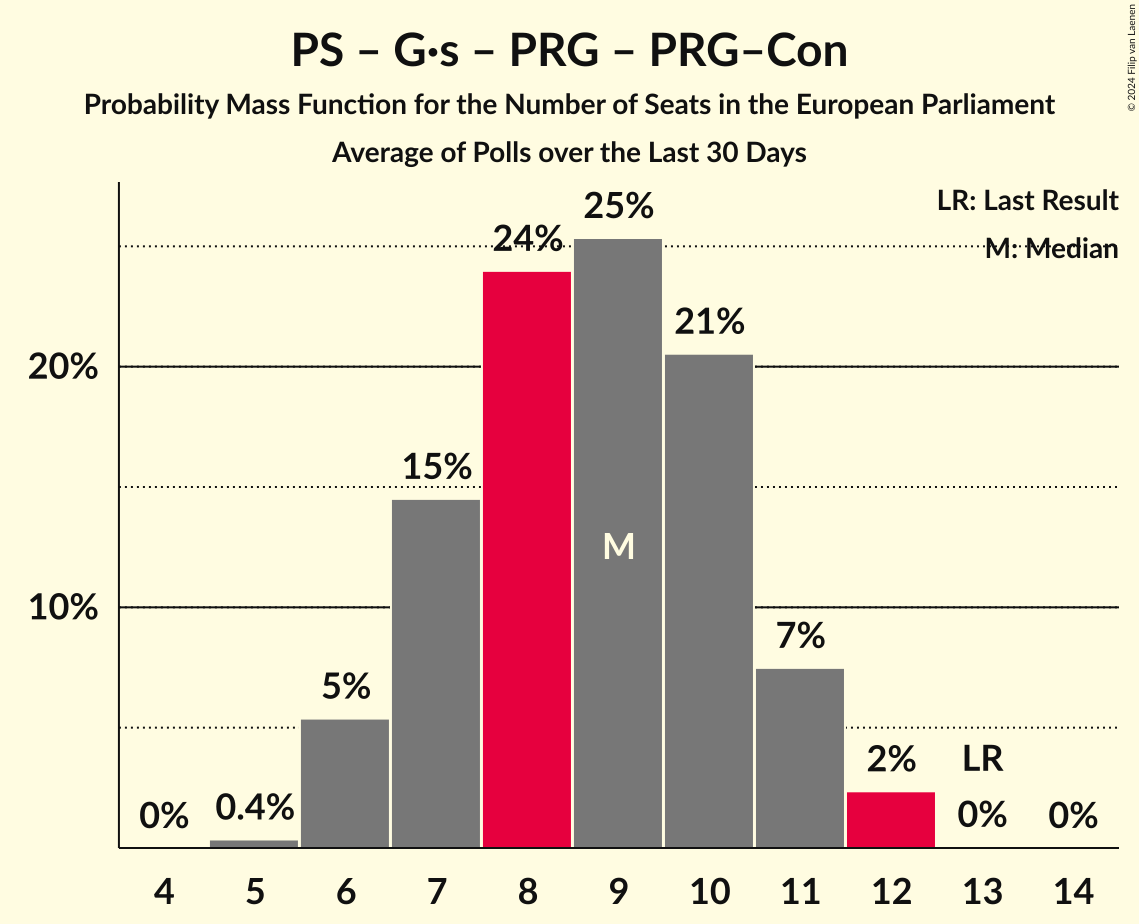 PS – G·s – PRG – PRG–Con
Probability Mass Function for the Number of Seats in the European Parliament
Average of Polls over the Last 30 Days
© 2024 Filip van Laenen
LR: Last Result
M: Median
20%
10%
0%
0.4%
5%
15%
24%
25%
21%
7%
2%
LR
0%
0%
M
4 5 6 7 8 9 10 11 12 13 14